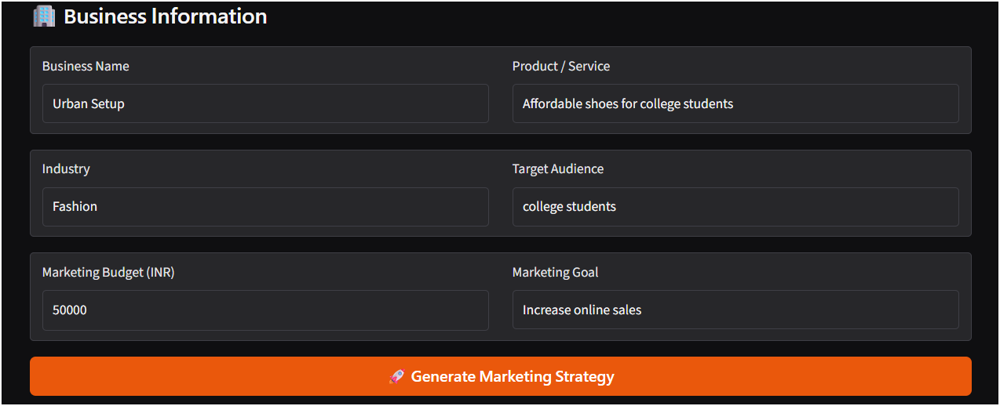 🏢 Business Information
Business Name
Urban Setup
Product / Service
Affordable shoes for college students
Industry
Fashion
Target Audience
college students
Marketing Budget (INR)
50000
Marketing Goal
Increase online sales
🚀 Generate Marketing Strategy